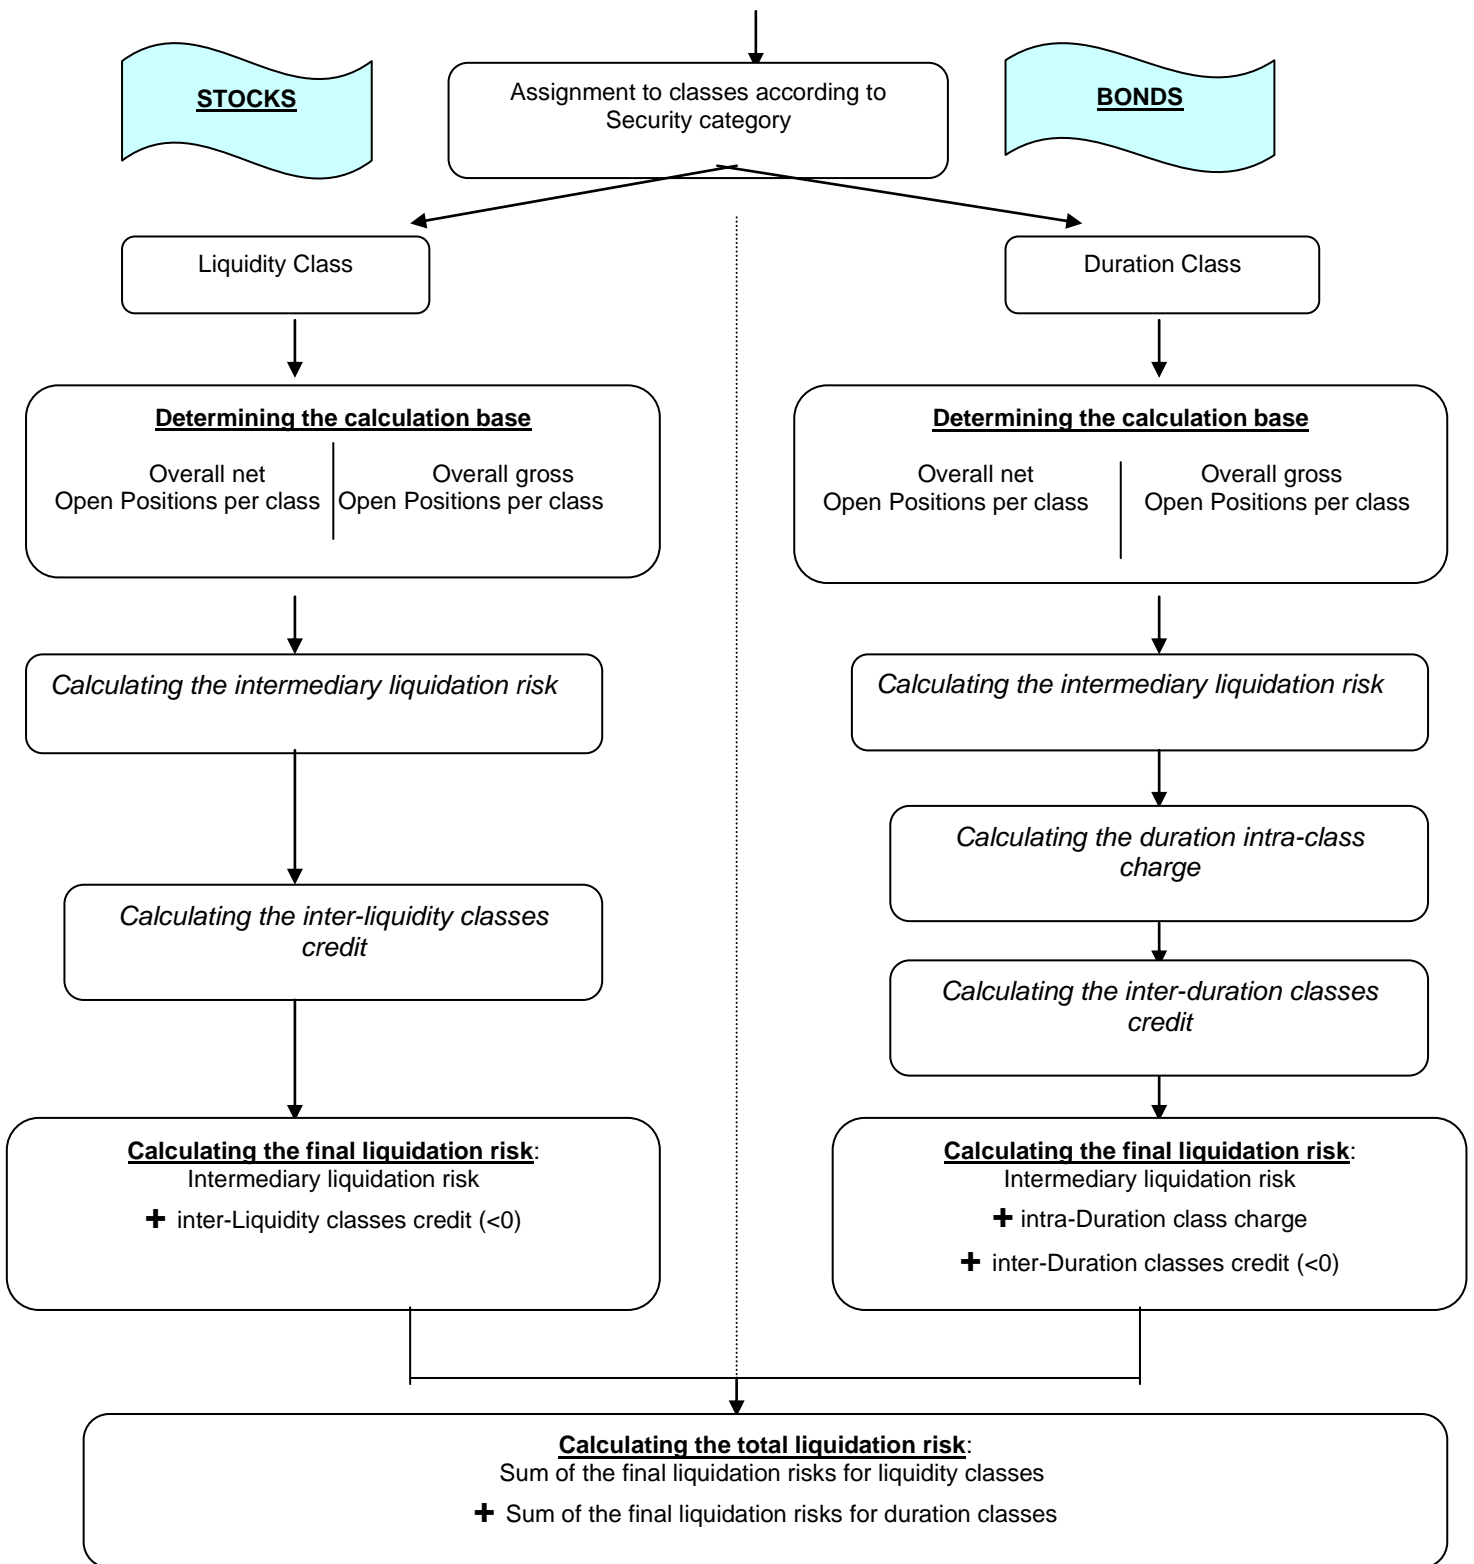 STOCKS
Assignment to classes according to
Security category
BONDS
Liquidity Class
Duration Class
Determining the calculation base
Overall net
Open Positions per class
Overall gross
Open Positions per class
Determining the calculation base
Overall net
Open Positions per class
Overall gross
Open Positions per class
Calculating the intermediary liquidation risk
Calculating the intermediary liquidation risk
Calculating the duration intra-class
charge
Calculating the inter-liquidity classes
credit
Calculating the inter-duration classes
credit
Calculating the final liquidation risk:
Intermediary liquidation risk
+ inter-Liquidity classes credit (<0)
Calculating the final liquidation risk:
Intermediary liquidation risk
+ intra-Duration class charge
+ inter-Duration classes credit (<0)
Calculating the total liquidation risk:
Sum of the final liquidation risks for liquidity classes
+ Sum of the final liquidation risks for duration classes